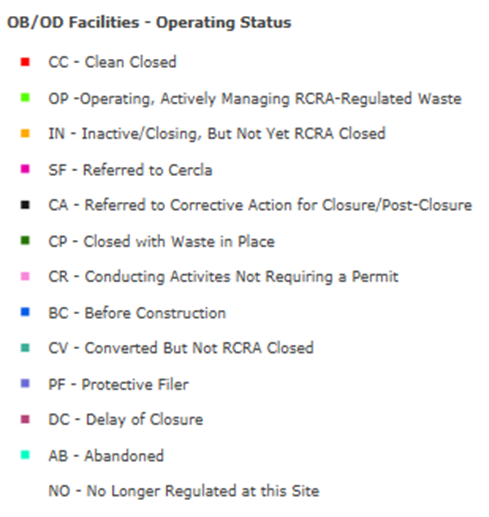 OB/OD Facilities - Operating Status
CC - Clean Closed
OP -Operating, Actively Managing RCRA-Regulated Waste
IN - Inactive/Closing, But Not Yet RCRA Closed
SF - Referred to Cercla
CA - Referred to Corrective Action for Closure/Post-Closure
CP - Closed with Waste in Place
CR - Conducting Activites Not Requiring a Permit
BC - Before Construction
CV - Converted But Not RCRA Closed
PF - Protective Filer
DC - Delay of Closure
AB - Abandoned
NO - No Longer Regulated at this Site